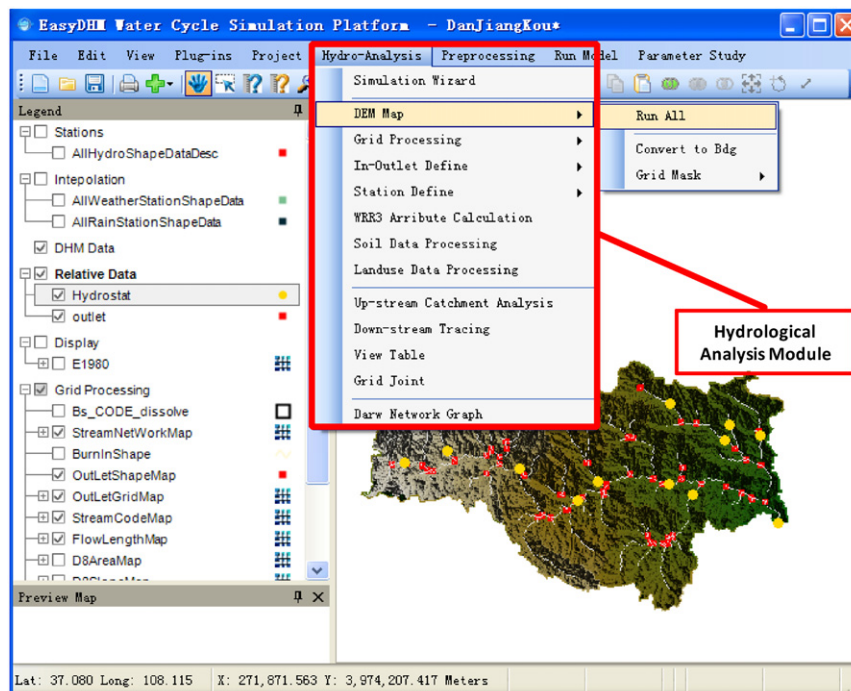 EasyDHM Water Cycle Simulation Platform - DanJiangKou*
File Edit View Plug-ins Project Hydro-Analysis Preprocessing Run Model Parameter Study
Legend
Stations
AllHydroShapeDataDesc
Intepolation
AllWeatherStationShapeData
AllRainStationShapeData
DHM Data
Relative Data
Hydrostat
outlet
Display
E1980
Grid Processing
Bs_CODE_dissolve
StreamNetWorkMap
BurnInShape
OutLetShapeMap
OutLetGridMap
StreamCodeMap
FlowLengthMap
D8AreaMap
Preview Map
Simulation Wizard
DEM Map
Grid Processing
In-Outlet Define
Station Define
WRR3 Arribute Calculation
Soil Data Processing
Landuse Data Processing
Up-stream Catchment Analysis
Down-stream Tracing
View Table
Grid Joint
Darw Network Graph
Run All
Convert to Bdg
Grid Mask
Hydrological
Analysis Module
Lat: 37.080 Long: 108.115 X: 271,871.563 Y: 3,974,207.417 Meters